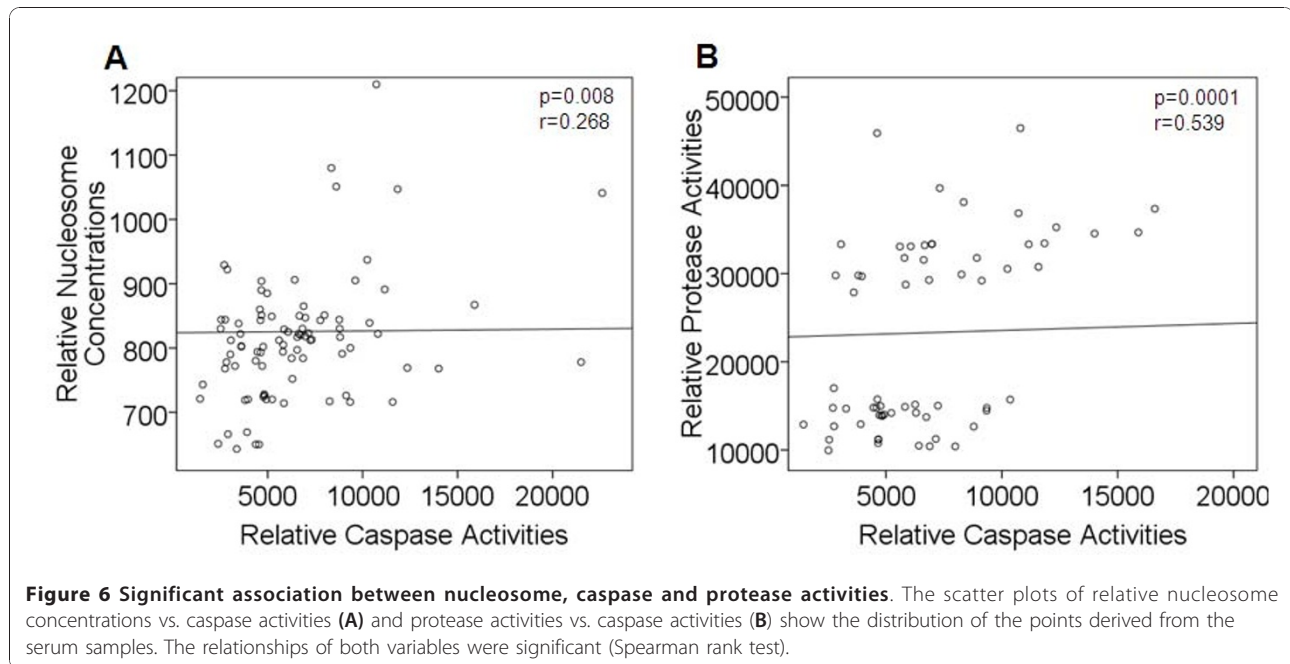 A
p=0.008
r=0.268
1200
1100
1000
900
800
700
Relative Nucleosome
Concentrations
5000 10000 15000 20000
Relative Caspase Activities
B
p=0.0001
r=0.539
50000
40000
30000
20000
10000
Relative Protease Activities
5000 10000 15000 20000
Relative Caspase Activities
Figure 6 Significant association between nucleosome, caspase and protease activities. The scatter plots of relative nucleosome
concentrations vs. caspase activities (A) and protease activities vs. caspase activities (B) show the distribution of the points derived from the
serum samples. The relationships of both variables were significant (Spearman rank test).